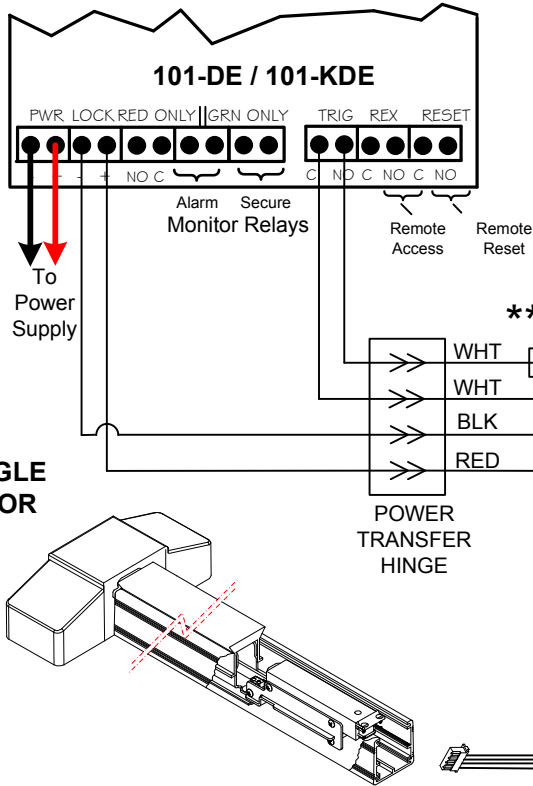 101-DE / 101-KDE
PWR LOCK RED ONLY GRN ONLY TRIG REX RESET
- + - + NO C C NO C NO C NO
Alarm Secure
Monitor Relays
Remote Access
Remote Reset
To
Power
Supply
**
WHT
WHT
BLK
RED
GLE
OR
POWER
TRANSFER
HINGE